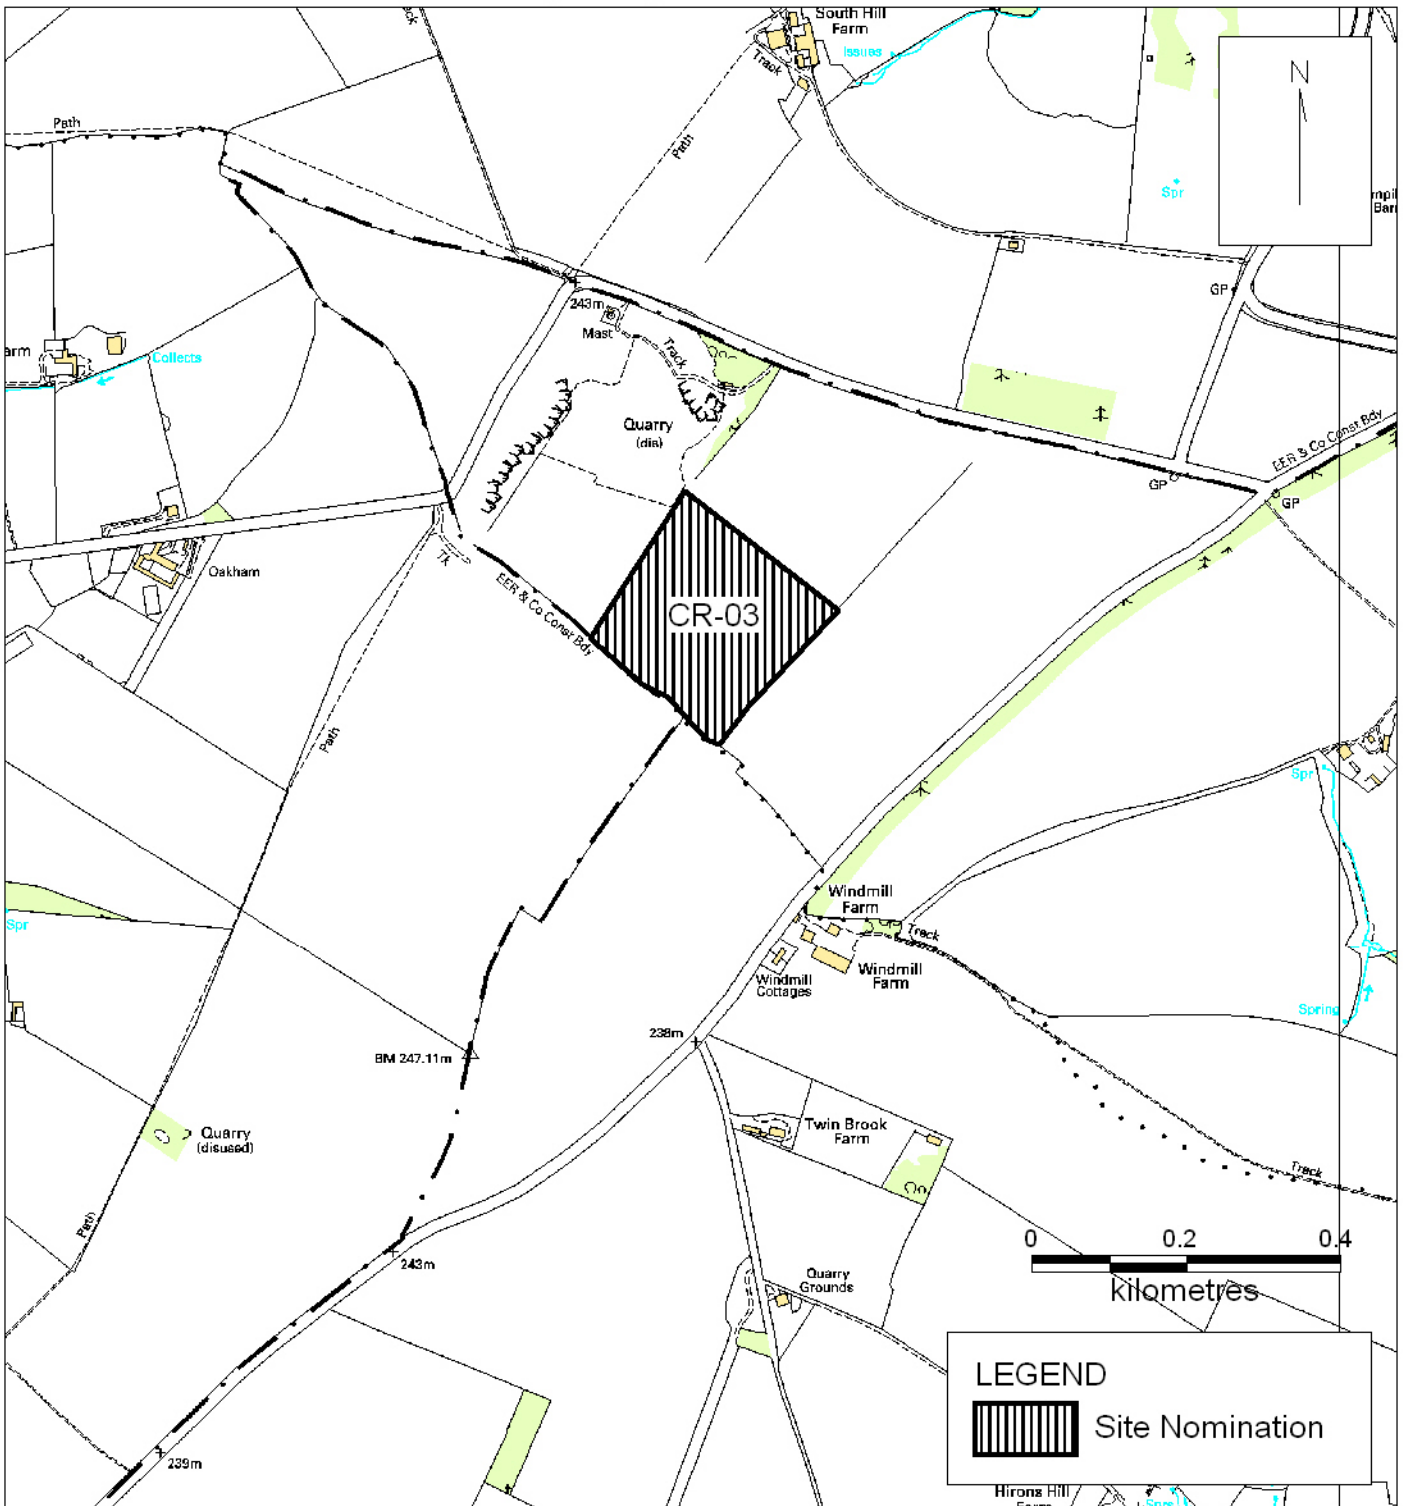 South Hill
Farm
Issues
Track
Path
Path
N
Spr
GP
243m
Mast
Track
Collects
Quarry
(dis)
EER & Co Const Bdy
GP
GP
Tk
Oakham
EER & Co Const Bdy
CR-03
Path
Spr
Windmill
Farm
Track
Spr
Windmill
Farm
Windmill
Cottages
Spring
238m
BM 247.11m
Twin Brook
Farm
Quarry
(disused)
Track
Path
0 0.2 0.4
kilometres
243m
Quarry
Grounds
LEGEND
Site Nomination
239m
Hirons Hill
Farm
Sprs